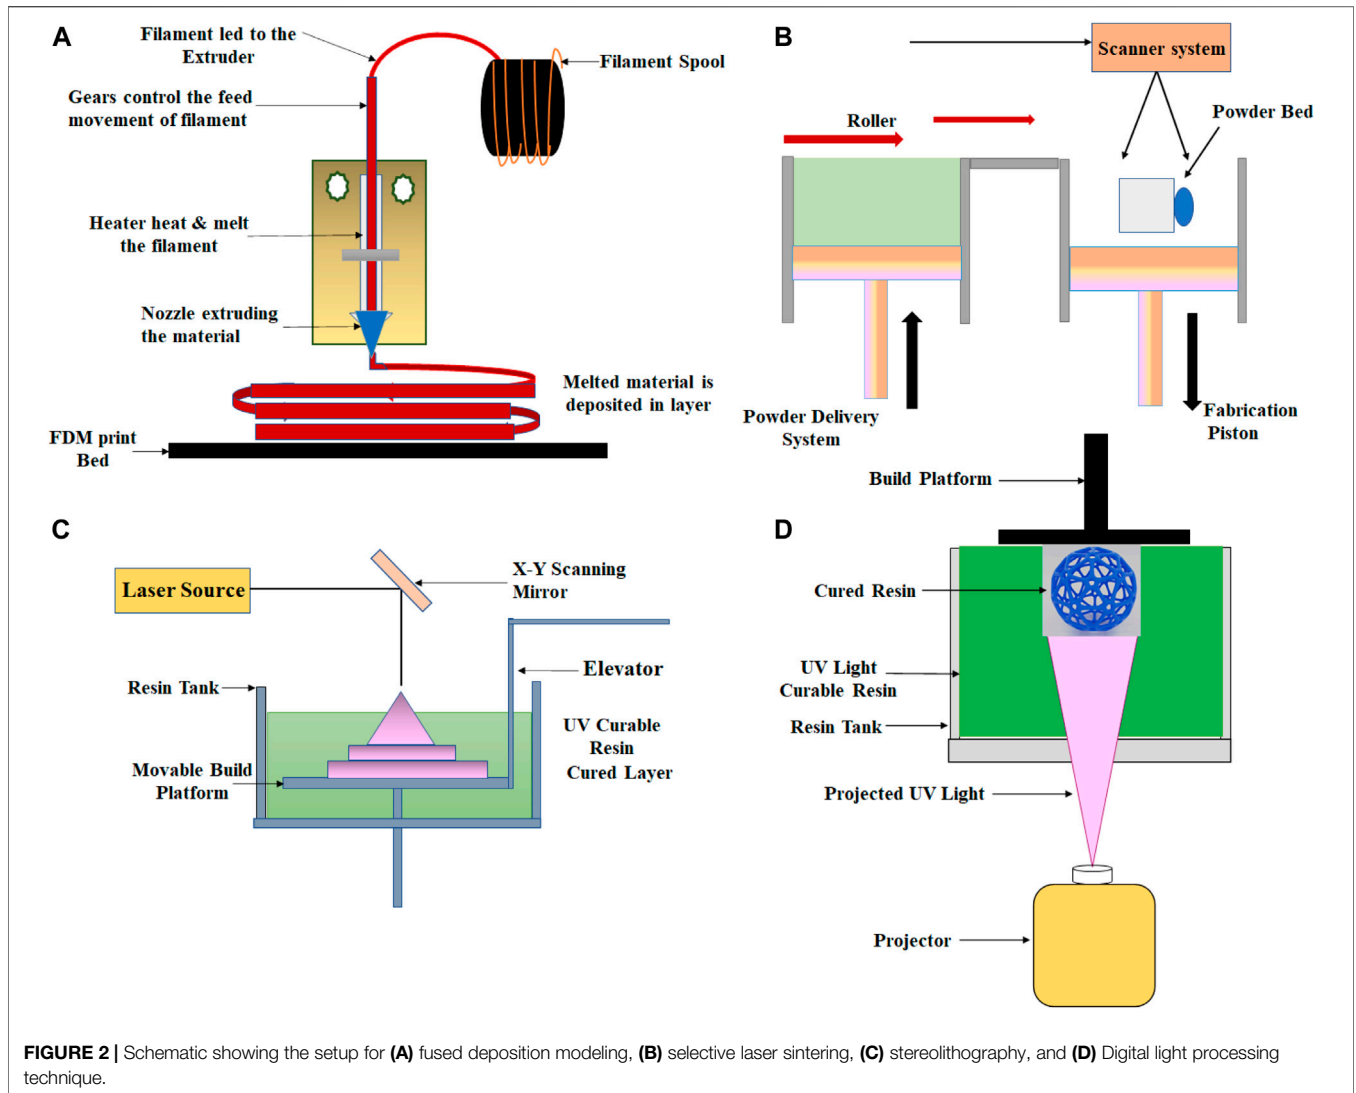 A
Filament led to the
Extruder
Filament Spool
Gears control the feed
movement of filament
Heater heat & melt
the filament
Nozzle extruding
the material
Melted material is
deposited in layer
FDM print
Bed
B
Scanner system
Powder Bed
Roller
Powder Delivery
System
Fabrication
Piston
C
Laser Source
X-Y Scanning
Mirror
Elevator
Resin Tank
UV Curable
Resin
Cured Layer
Movable Build
Platform
D
Build Platform
Cured Resin
UV Light
Curable Resin
Resin Tank
Projected UV Light
Projector
FIGURE 2 | Schematic showing the setup for (A) fused deposition modeling, (B) selective laser sintering, (C) stereolithography, and (D) Digital light processing
technique.